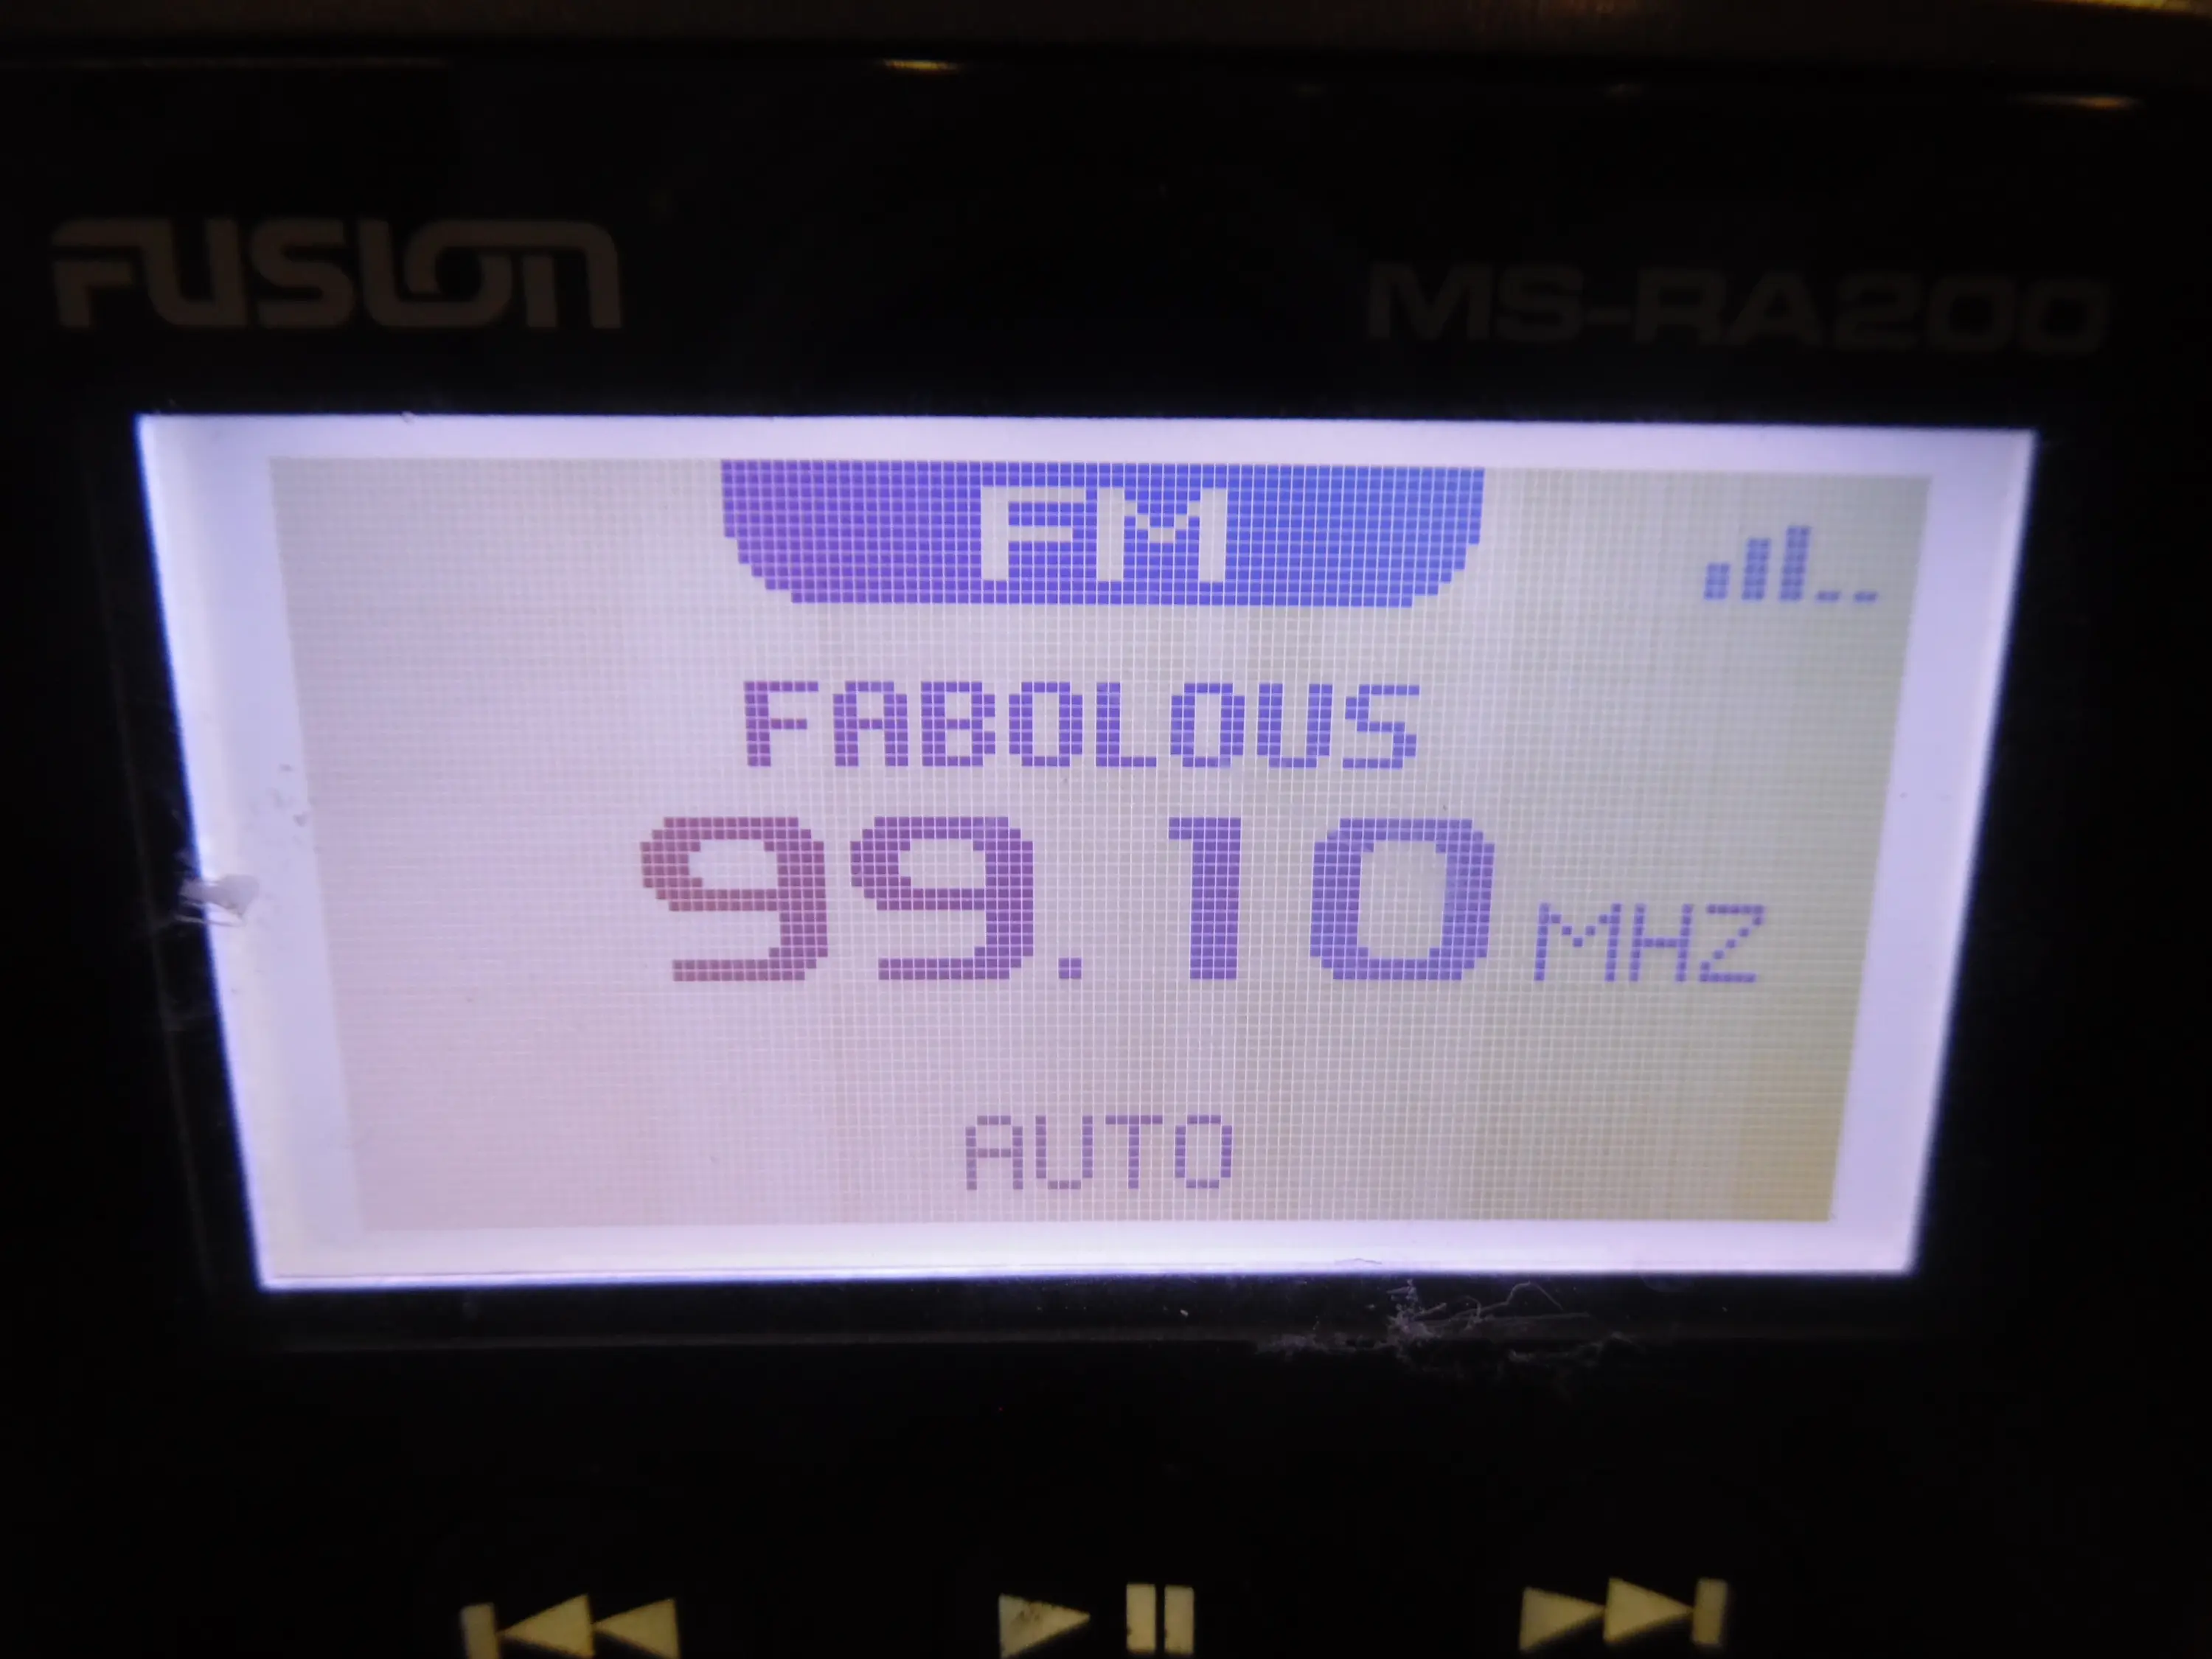 FUSION
MS-RA200
FM
FABOLOUS
99.10 MHZ
AUTO